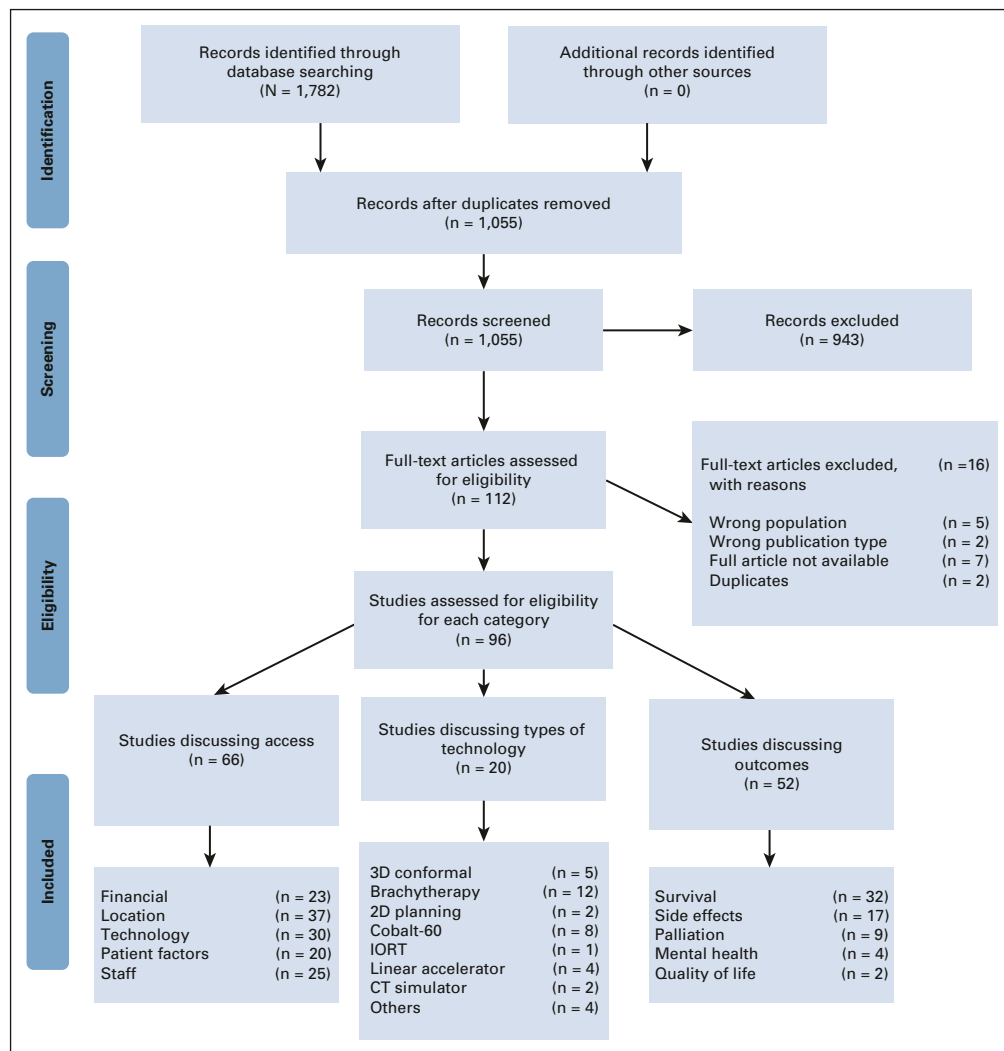 Identification
Records identified through
database searching
(N = 1,782)
Additional records identified
through other sources
(n = 0)
Records after duplicates removed
(n = 1,055)
Screening
Records screened
(n = 1,055)
Records excluded
(n = 943)
Eligibility
Full-text articles assessed
for eligibility
(n = 112)
Full-text articles excluded, (n =16)
with reasons
Wrong population (n = 5)
Wrong publication type (n = 2)
Full article not available (n = 7)
Duplicates (n = 2)
Studies assessed for eligibility
for each category
(n = 96)
Included
Studies discussing access
(n = 66)
Studies discussing types of
technology
(n = 20)
Studies discussing
outcomes
(n = 52)
Financial (n = 23)
Location (n = 37)
Technology (n = 30)
Patient factors (n = 20)
Staff (n = 25)
3D conformal (n = 5)
Brachytherapy (n = 12)
2D planning (n = 2)
Cobalt-60 (n = 8)
IORT (n = 1)
Linear accelerator (n = 4)
CT simulator (n = 2)
Others (n = 4)
Survival (n = 32)
Side effects (n = 17)
Palliation (n = 9)
Mental health (n = 4)
Quality of life (n = 2)